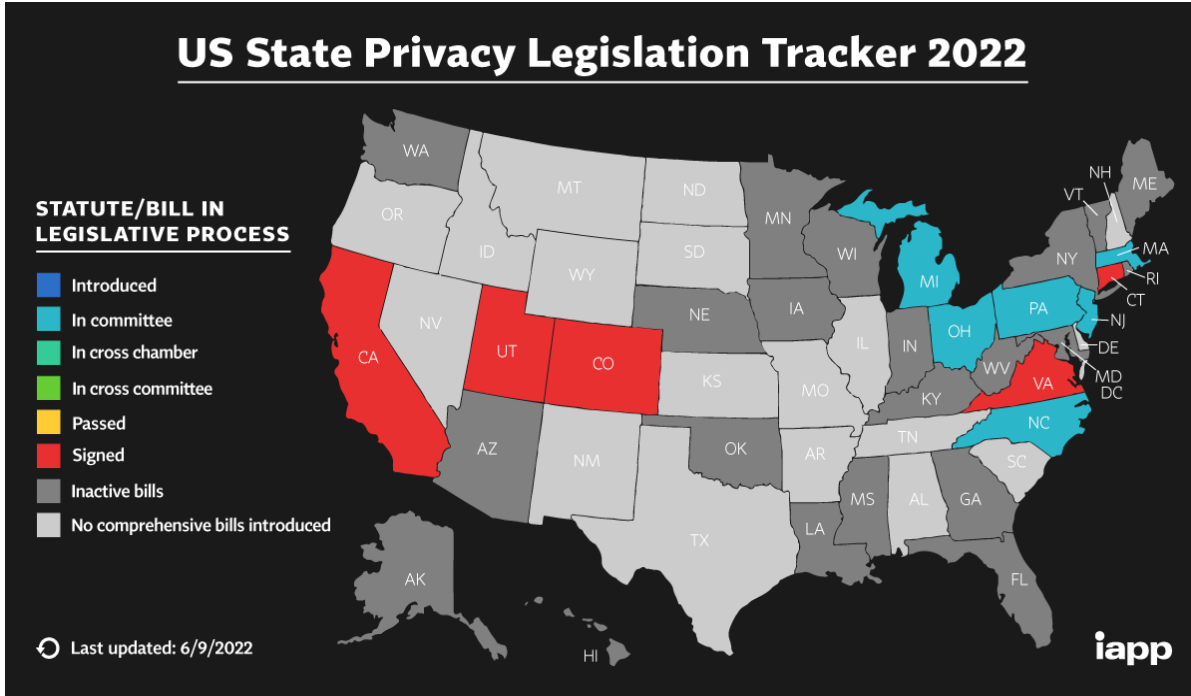 US State Privacy Legislation Tracker 2022
STATUTE/BILL IN
LEGISLATIVE PROCESS
Introduced
In committee
In cross chamber
In cross committee
Passed
Signed
Inactive bills
No comprehensive bills introduced
WA
MT
ND
MN
NH
VT
ME
OR
ID
SD
WI
NY
MA
WY
MI
RI
CT
NV
NE
IA
PA
NJ
CA
UT
CO
IL
IN
OH
DE
KS
MO
WV
VA
MD
DC
KY
AZ
NM
OK
TN
NC
AR
SC
MS
AL
GA
TX
LA
AK
FL
HI
Last updated: 6/9/2022
iapp